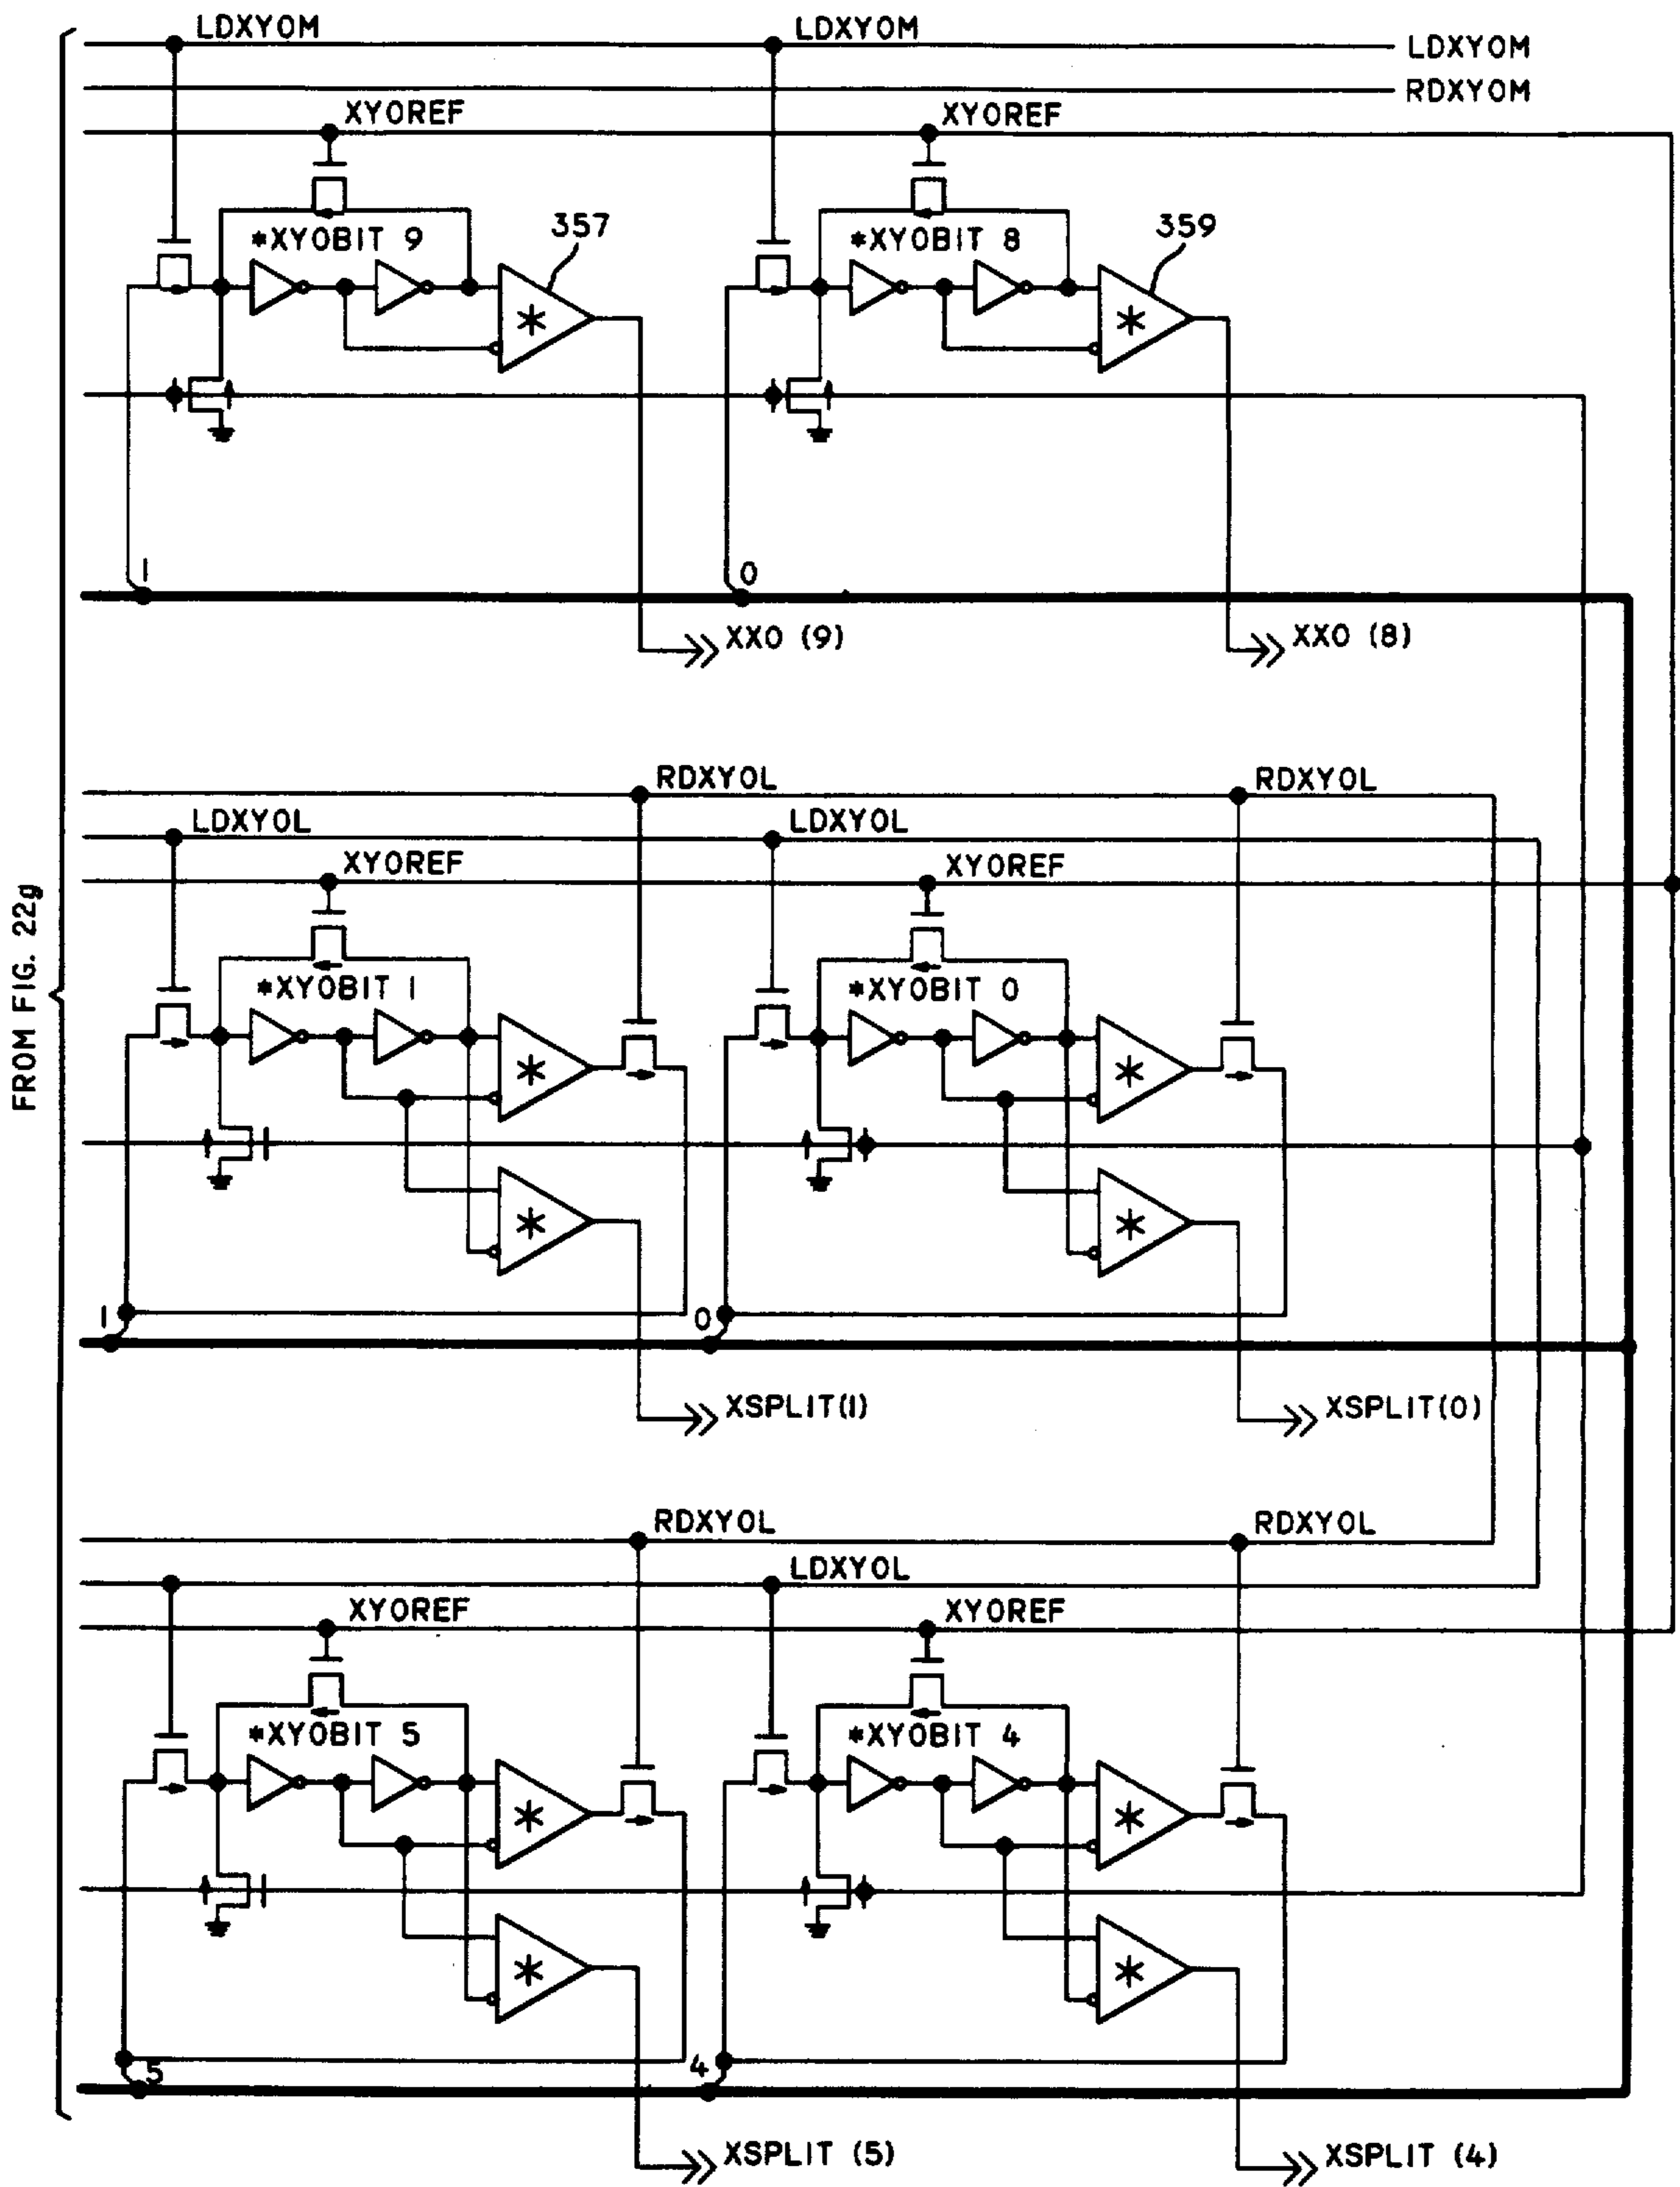 LDXYOM LDXYOM LDXYOM
RDXYOM
XYOREF XYOREF
357 359
*XYOBIT 9 *XYOBIT 8
* *
1 0
XXO (9) XXO (8)
FROM FIG. 22g
RDXYOL RDXYOL
LDXYOL LDXYOL
XYOREF XYOREF
*XYOBIT 1 *XYOBIT 0
* *
* *
1 0
XSPLIT(1) XSPLIT(0)
RDXYOL RDXYOL
LDXYOL
XYOREF XYOREF
*XYOBIT 5 *XYOBIT 4
* *
* *
5 4
XSPLIT (5) XSPLIT (4)